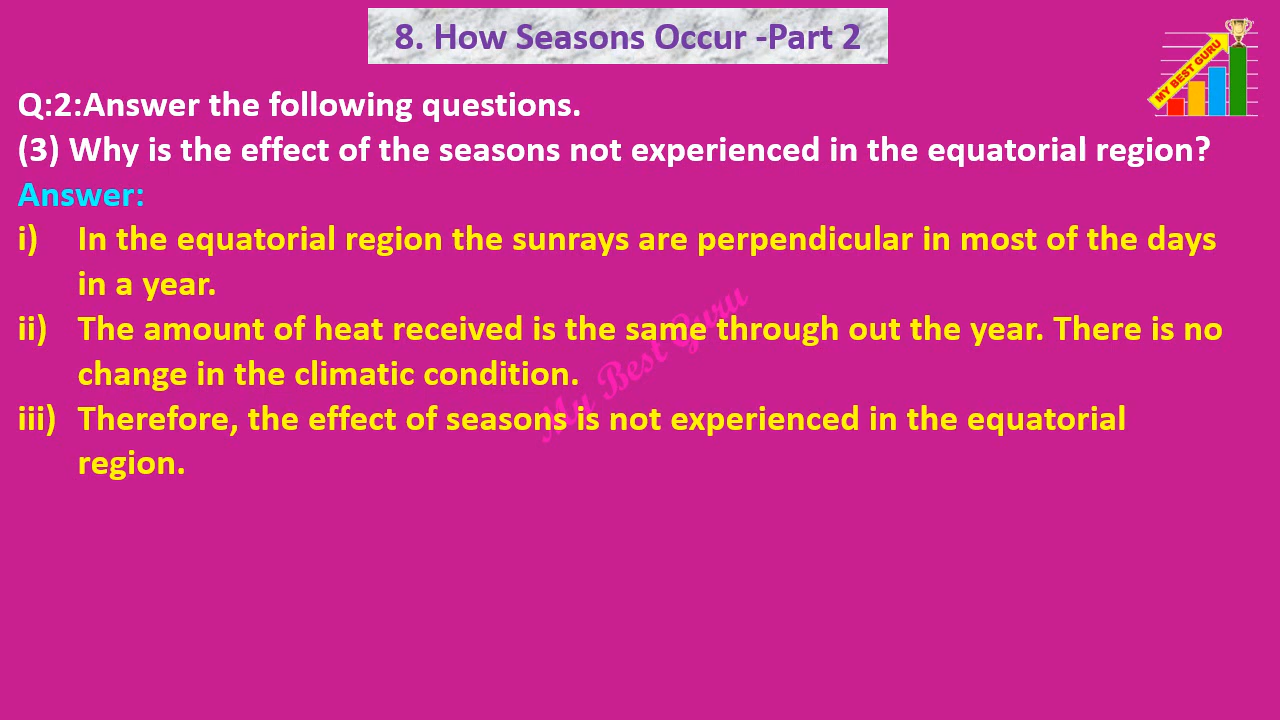 8. How Seasons Occur -Part 2
MY BEST GURU
Q:2:Answer the following questions.
(3) Why is the effect of the seasons not experienced in the equatorial region?
Answer:
i) In the equatorial region the sunrays are perpendicular in most of the days
in a year.
ii) The amount of heat received is the same through out the year. There is no
change in the climatic condition.
iii) Therefore, the effect of seasons is not experienced in the equatorial
region.
My Best Guru